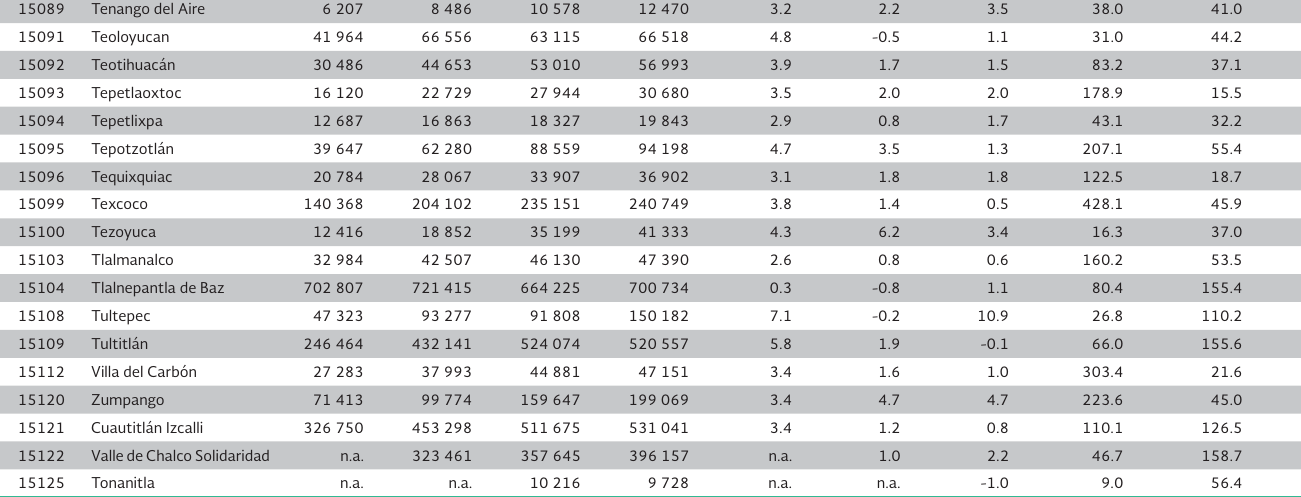 15089 Tenango del Aire 6 207 8 486 10 578 12 470 3.2 2.2 3.5 38.0 41.0
15091 Teoloyucan 41 964 66 556 63 115 66 518 4.8 -0.5 1.1 31.0 44.2
15092 Teotihuacán 30 486 44 653 53 010 56 993 3.9 1.7 1.5 83.2 37.1
15093 Tepetlaoxtoc 16 120 22 729 27 944 30 680 3.5 2.0 2.0 178.9 15.5
15094 Tepetlixpa 12 687 16 863 18 327 19 843 2.9 0.8 1.7 43.1 32.2
15095 Tepotzotlán 39 647 62 280 88 559 94 198 4.7 3.5 1.3 207.1 55.4
15096 Tequixquiac 20 784 28 067 33 907 36 902 3.1 1.8 1.8 122.5 18.7
15099 Texcoco 140 368 204 102 235 151 240 749 3.8 1.4 0.5 428.1 45.9
15100 Tezoyuca 12 416 18 852 35 199 41 333 4.3 6.2 3.4 16.3 37.0
15103 Tlalmanalco 32 984 42 507 46 130 47 390 2.6 0.8 0.6 160.2 53.5
15104 Tlalnepantla de Baz 702 807 721 415 664 225 700 734 0.3 -0.8 1.1 80.4 155.4
15108 Tultepec 47 323 93 277 91 808 150 182 7.1 -0.2 10.9 26.8 110.2
15109 Tultitlán 246 464 432 141 524 074 520 557 5.8 1.9 -0.1 66.0 155.6
15112 Villa del Carbón 27 283 37 993 44 881 47 151 3.4 1.6 1.0 303.4 21.6
15120 Zumpango 71 413 99 774 159 647 199 069 3.4 4.7 4.7 223.6 45.0
15121 Cuautitlán Izcalli 326 750 453 298 511 675 531 041 3.4 1.2 0.8 110.1 126.5
15122 Valle de Chalco Solidaridad n.a. 323 461 357 645 396 157 n.a. 1.0 2.2 46.7 158.7
15125 Tonanitla n.a. n.a. 10 216 9 728 n.a. n.a. -1.0 9.0 56.4